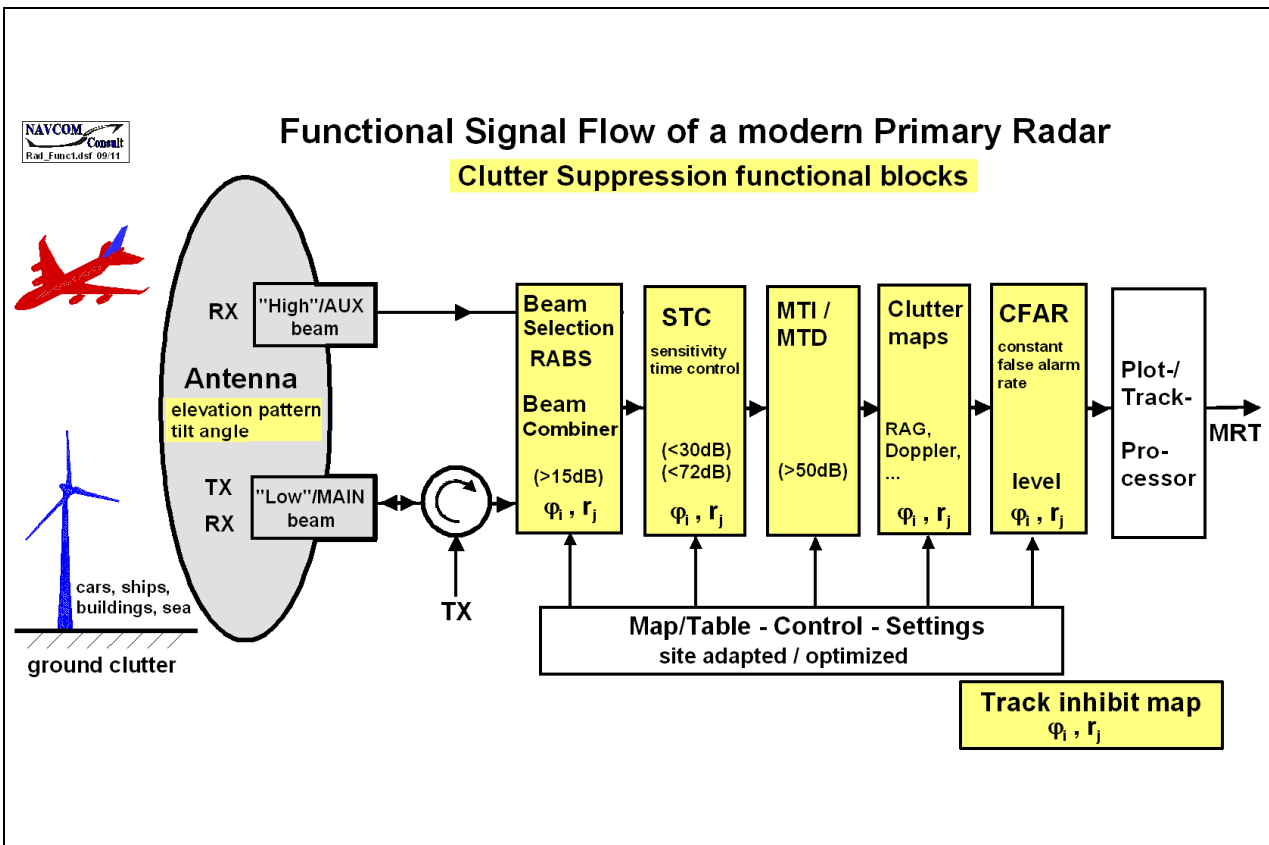 NAVCOM
Consult
Rad_Func1.dsf 09/11
Functional Signal Flow of a modern Primary Radar
Clutter Suppression functional blocks
RX
"High"/AUX
beam
Antenna
elevation pattern
tilt angle
TX
RX
"Low"/MAIN
beam
cars, ships,
buildings, sea
ground clutter
TX
Beam
Selection
RABS
Beam
Combiner
(>15dB)
φi , rj
STC
sensitivity
time control
(<30dB)
(<72dB)
φi , rj
MTI /
MTD
(>50dB)
Clutter
maps
RAG,
Doppler,
...
φi , rj
CFAR
constant
false alarm
rate
level
φi , rj
Plot-/
Track-
Pro-
cessor
MRT
Map/Table - Control - Settings
site adapted / optimized
Track inhibit map
φi , rj